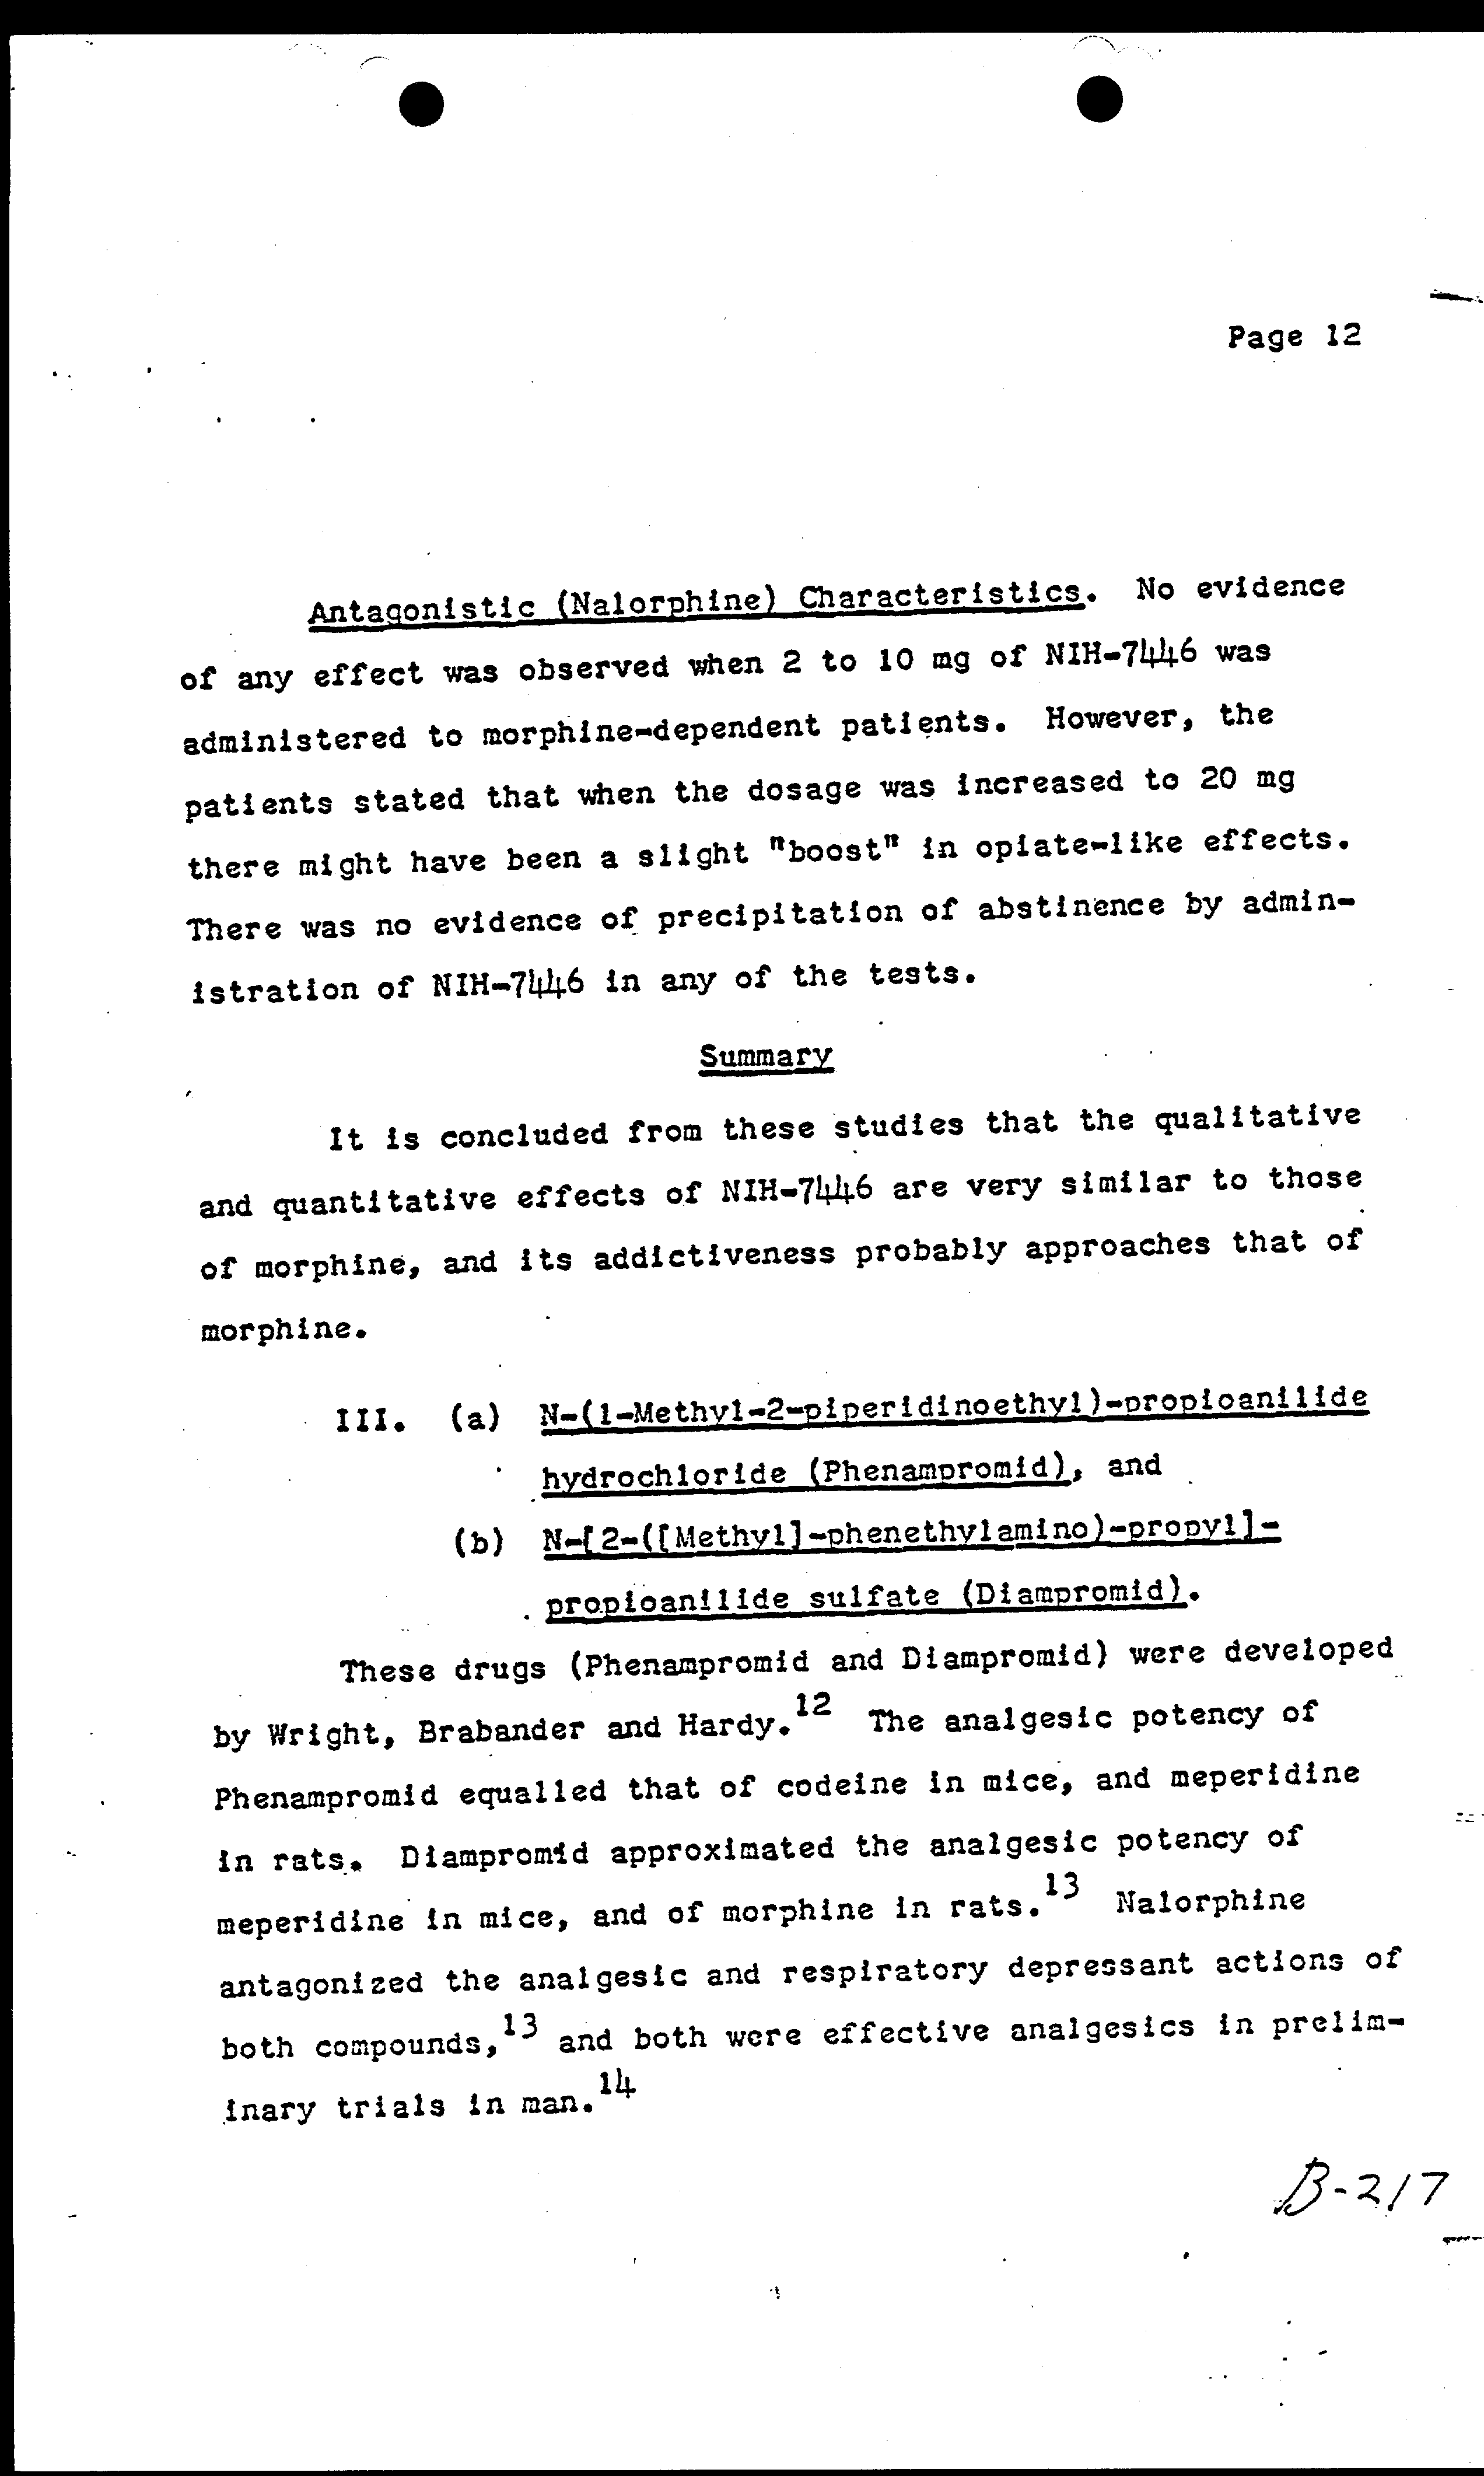 Page 12
Antagonistic (Nalorphine) Characteristics. No evidence
of any effect was observed when 2 to 10 mg of NIH-7446 was
administered to morphine-dependent patients. However, the
patients stated that when the dosage was increased to 20 mg
there might have been a slight "boost" in opiate-like effects.
There was no evidence of precipitation of abstinence by admin-
istration of NIH-7446 in any of the tests.
Summary
It is concluded from these studies that the qualitative
and quantitative effects of NIH-7446 are very similar to those
of morphine, and its addictiveness probably approaches that of
morphine.
III. (a) N-(1-Methyl-2-piperidinoethyl)-propioanilide
hydrochloride (Phenampromid), and
(b) N-[2-([Methyl]-phenethylamino)-propyl]-
propioanilide sulfate (Diampromid).
These drugs (Phenampromid and Diampromid) were developed
by Wright, Brabander and Hardy.12 The analgesic potency of
Phenampromid equalled that of codeine in mice, and meperidine
in rats. Diampromid approximated the analgesic potency of
meperidine in mice, and of morphine in rats.13 Nalorphine
antagonized the analgesic and respiratory depressant actions of
both compounds,13 and both were effective analgesics in prelim-
inary trials in man.14
B-217